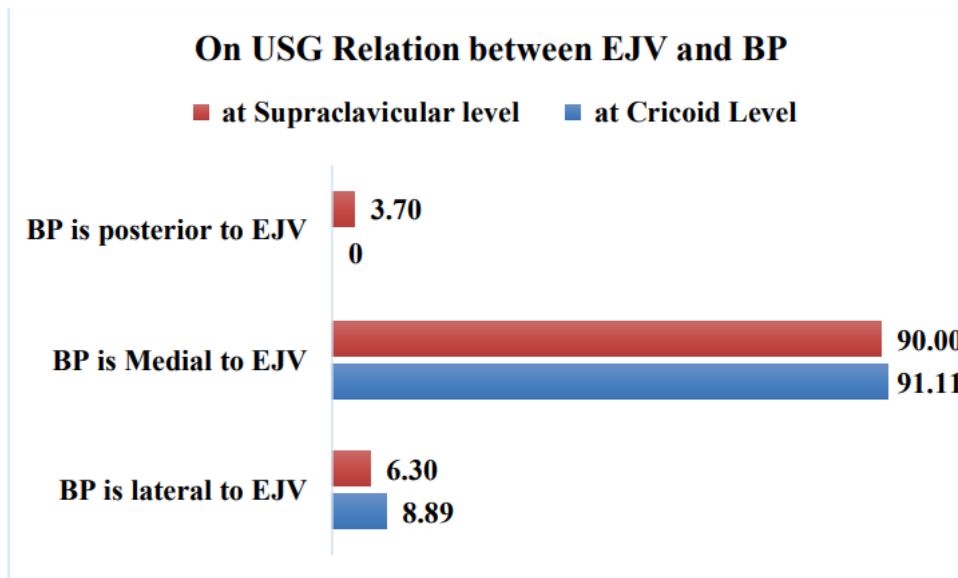 On USG Relation between EJV and BP
at Supraclavicular level at Cricoid Level
BP is posterior to EJV
3.70
0
BP is Medial to EJV
90.00
91.11
BP is lateral to EJV
6.30
8.89